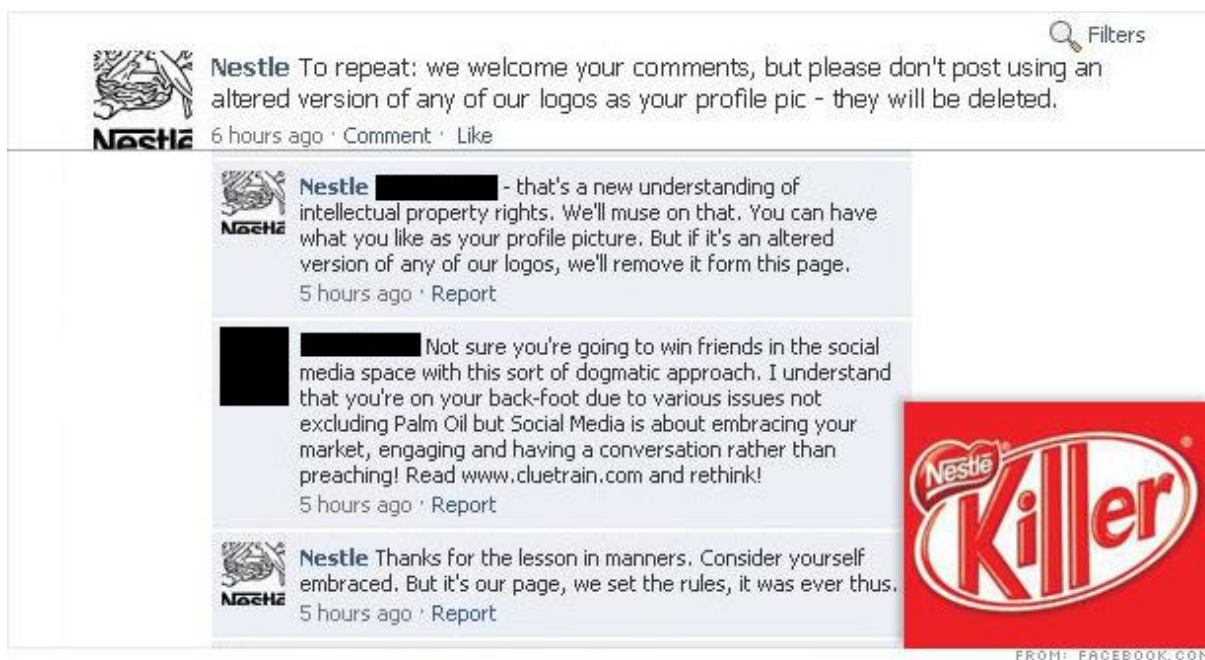 Filters
Nestle To repeat: we welcome your comments, but please don't post using an
altered version of any of our logos as your profile pic - they will be deleted.
Nestlē
6 hours ago · Comment · Like
Nestle - that's a new understanding of
intellectual property rights. We'll muse on that. You can have
what you like as your profile picture. But if it's an altered
version of any of our logos, we'll remove it form this page.
Nestlē
5 hours ago · Report
Not sure you're going to win friends in the social
media space with this sort of dogmatic approach. I understand
that you're on your back-foot due to various issues not
excluding Palm Oil but Social Media is about embracing your
market, engaging and having a conversation rather than
preaching! Read www.cluetrain.com and rethink!
5 hours ago · Report
Nestle Thanks for the lesson in manners. Consider yourself
embraced. But it's our page, we set the rules, it was ever thus.
Nestlē
5 hours ago · Report
Nestlē
Killer
FROM: FACEBOOK.COM